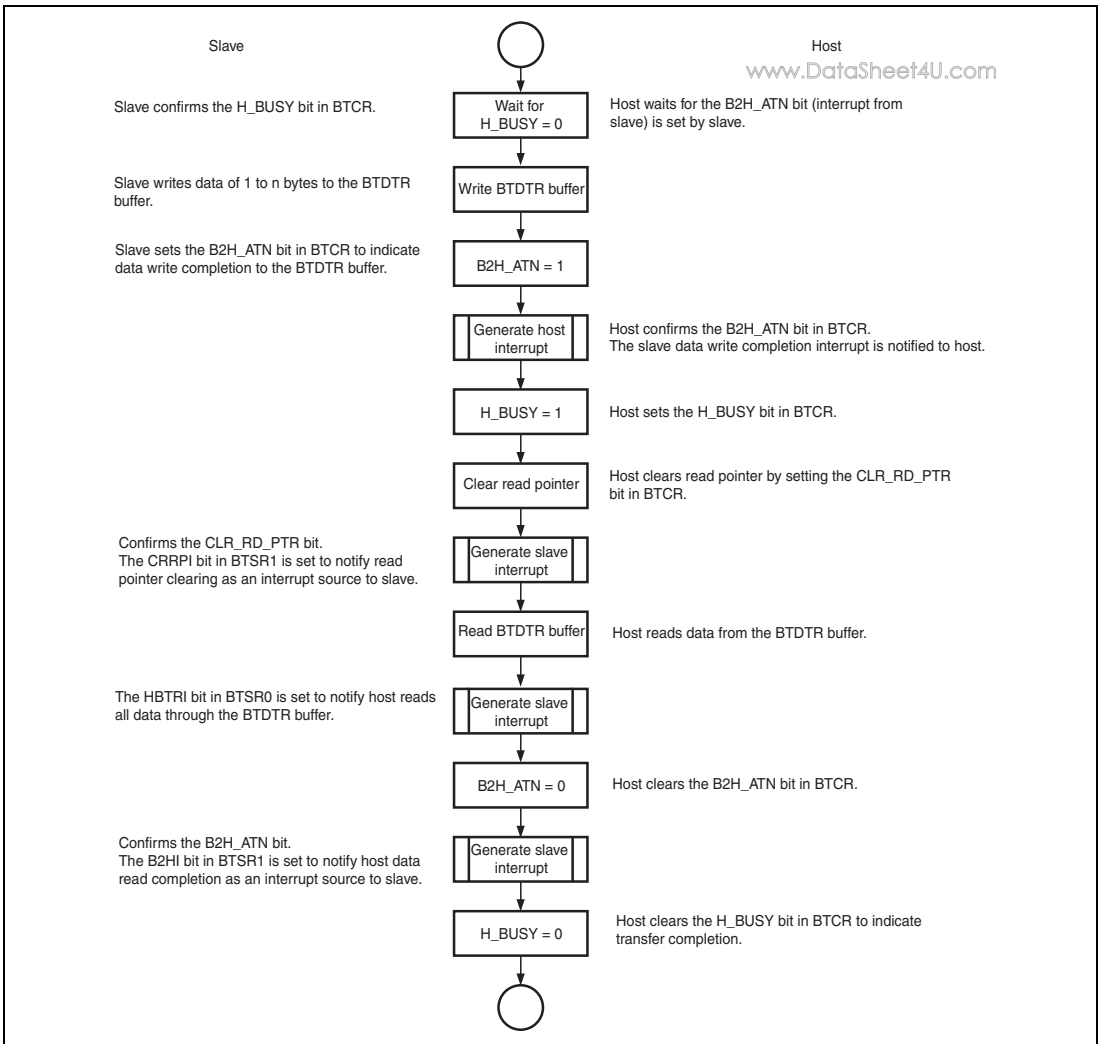 Slave
Host
www.DataSheet4U.com
Slave confirms the H_BUSY bit in BTCR.
Wait for
H_BUSY = 0
Host waits for the B2H_ATN bit (interrupt from
slave) is set by slave.
Slave writes data of 1 to n bytes to the BTDTR
buffer.
Write BTDTR buffer
Slave sets the B2H_ATN bit in BTCR to indicate
data write completion to the BTDTR buffer.
B2H_ATN = 1
Generate host
interrupt
Host confirms the B2H_ATN bit in BTCR.
The slave data write completion interrupt is notified to host.
H_BUSY = 1
Host sets the H_BUSY bit in BTCR.
Clear read pointer
Host clears read pointer by setting the CLR_RD_PTR
bit in BTCR.
Confirms the CLR_RD_PTR bit.
The CRRPI bit in BTSR1 is set to notify read
pointer clearing as an interrupt source to slave.
Generate slave
interrupt
Read BTDTR buffer
Host reads data from the BTDTR buffer.
The HBTRI bit in BTSR0 is set to notify host reads
all data through the BTDTR buffer.
Generate slave
interrupt
B2H_ATN = 0
Host clears the B2H_ATN bit in BTCR.
Confirms the B2H_ATN bit.
The B2HI bit in BTSR1 is set to notify host data
read completion as an interrupt source to slave.
Generate slave
interrupt
H_BUSY = 0
Host clears the H_BUSY bit in BTCR to indicate
transfer completion.